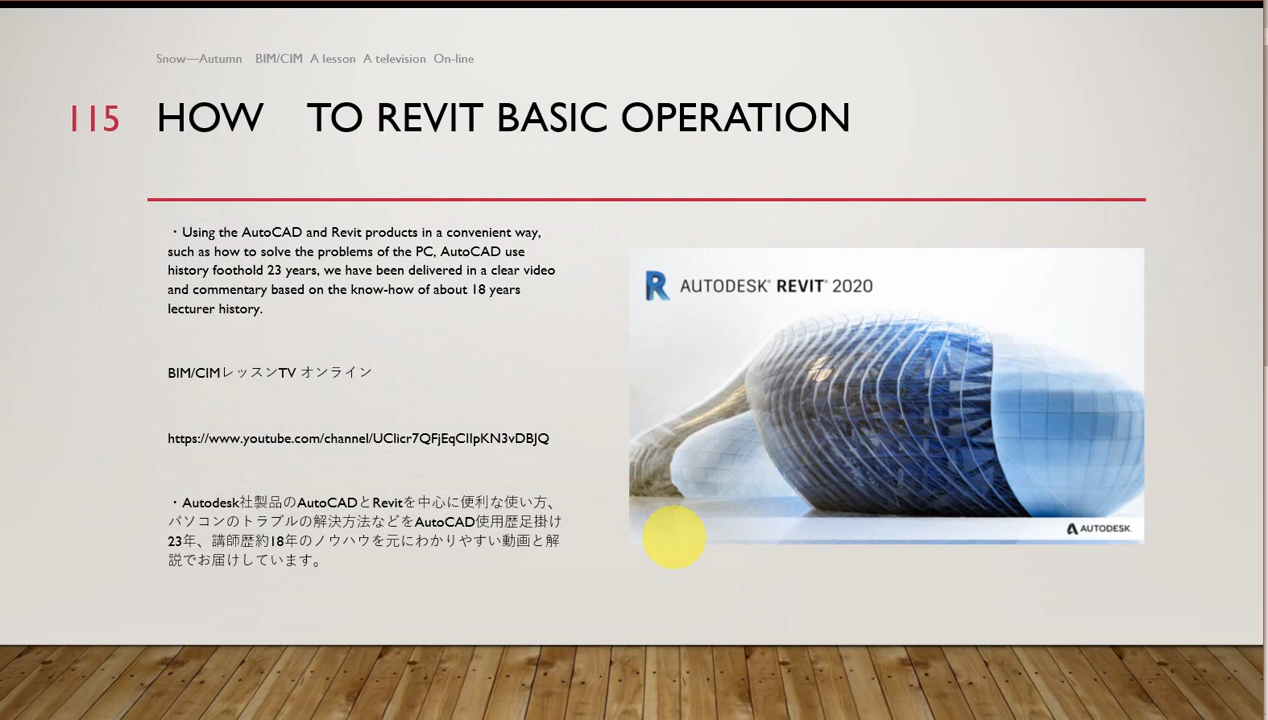 Snow—Autumn BIM/CIM A lesson A television On-line
115 HOW TO REVIT BASIC OPERATION
・Using the AutoCAD and Revit products in a convenient way,
such as how to solve the problems of the PC, AutoCAD use
history foothold 23 years, we have been delivered in a clear video
and commentary based on the know-how of about 18 years
lecturer history.
BIM/CIMレッスンTV オンライン
https://www.youtube.com/channel/UClicr7QFjEqCIlpKN3vDBJQ
・Autodesk社製品のAutoCADとRevitを中心に便利な使い方、
パソコンのトラブルの解決方法などをAutoCAD使用歴足掛け
23年、講師歴約18年のノウハウを元にわかりやすい動画と解
説でお届けしています。
R AUTODESK® REVIT® 2020
AUTODESK.